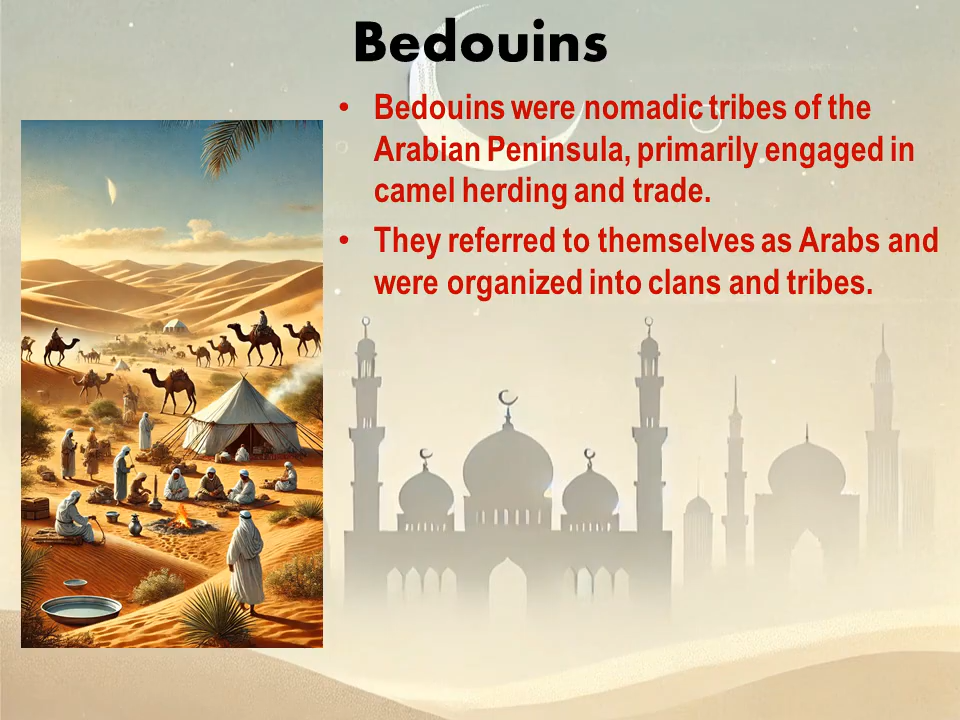 Bedouins
• Bedouins were nomadic tribes of the
Arabian Peninsula, primarily engaged in
camel herding and trade.
• They referred to themselves as Arabs and
were organized into clans and tribes.